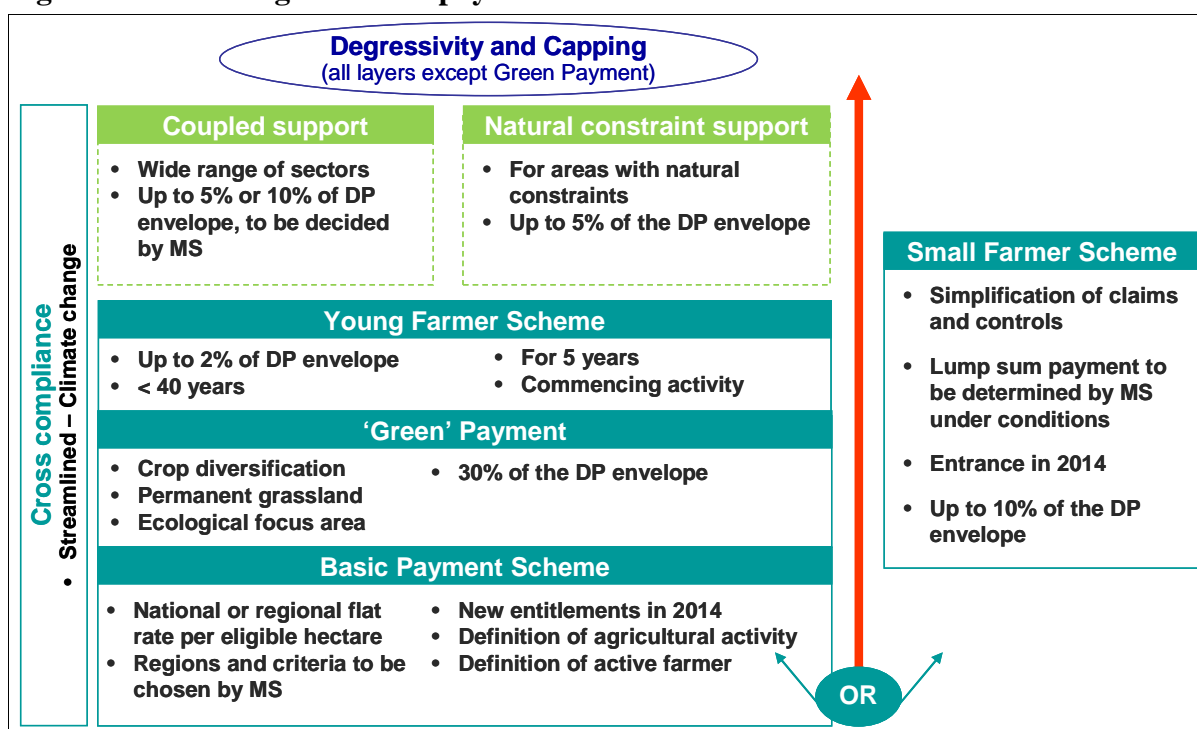 Degressivity and Capping
(all layers except Green Payment)
Cross compliance
• Streamlined – Climate change
Coupled support
• Wide range of sectors
• Up to 5% or 10% of DP
envelope, to be decided
by MS
Natural constraint support
• For areas with natural
constraints
• Up to 5% of the DP envelope
Young Farmer Scheme
• Up to 2% of DP envelope
• < 40 years
• For 5 years
• Commencing activity
‘Green’ Payment
• Crop diversification
• Permanent grassland
• Ecological focus area
• 30% of the DP envelope
Basic Payment Scheme
• National or regional flat
rate per eligible hectare
• Regions and criteria to be
chosen by MS
• New entitlements in 2014
• Definition of agricultural activity
• Definition of active farmer
OR
Small Farmer Scheme
• Simplification of claims
and controls
• Lump sum payment to
be determined by MS
under conditions
• Entrance in 2014
• Up to 10% of the DP
envelope